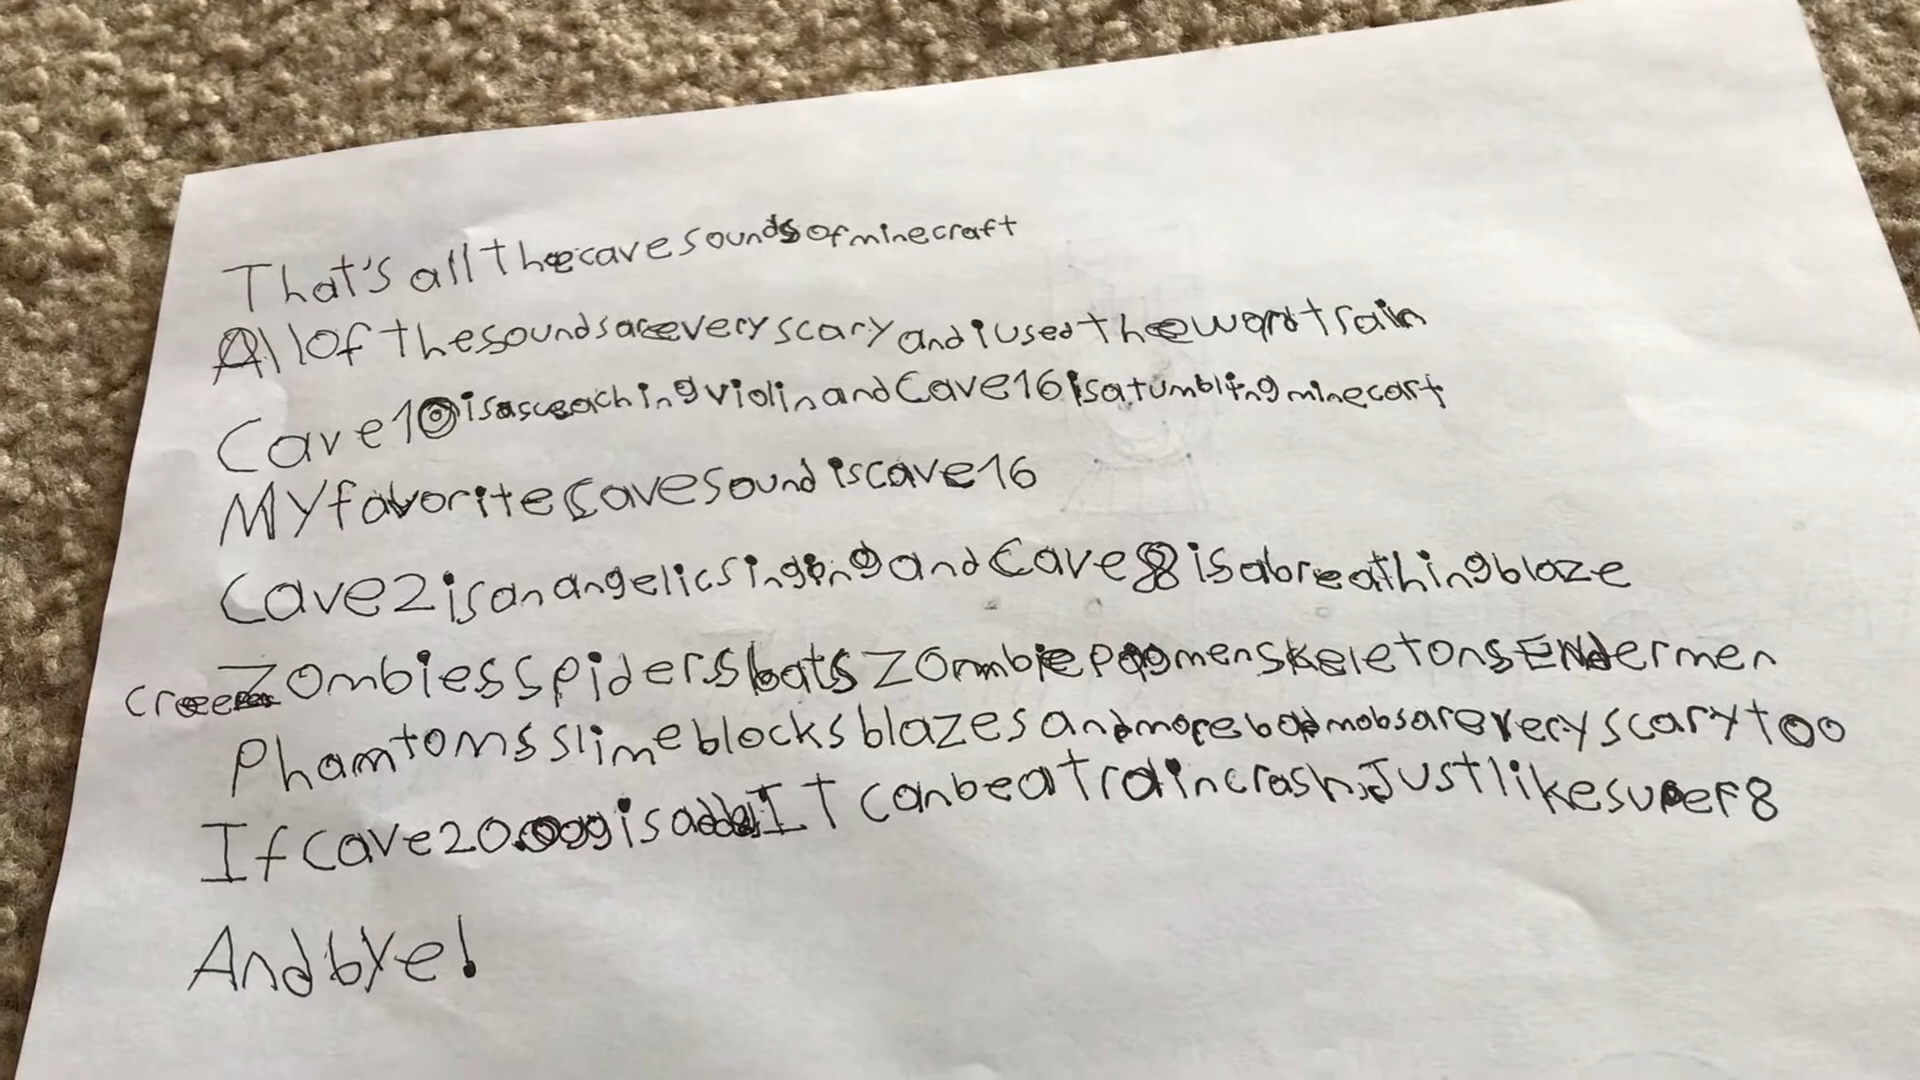 That's all the cave sounds of minecraft
All of the sounds are very scary and i used the word train
Cave 10 is a sceaching violin and Cave 16 is a tumbling minecart
My favorite cave sound is cave 16
Cave 2 is an angelic singing and Cave 8 is a breathing blaze
Zombies spiders bats Zombie pigmen skeletons Endermen
Phamtoms slime blocks blazes and more bad mobs are very scary too
If cave 20 is It can be a train crash Just like super 8
And bye!